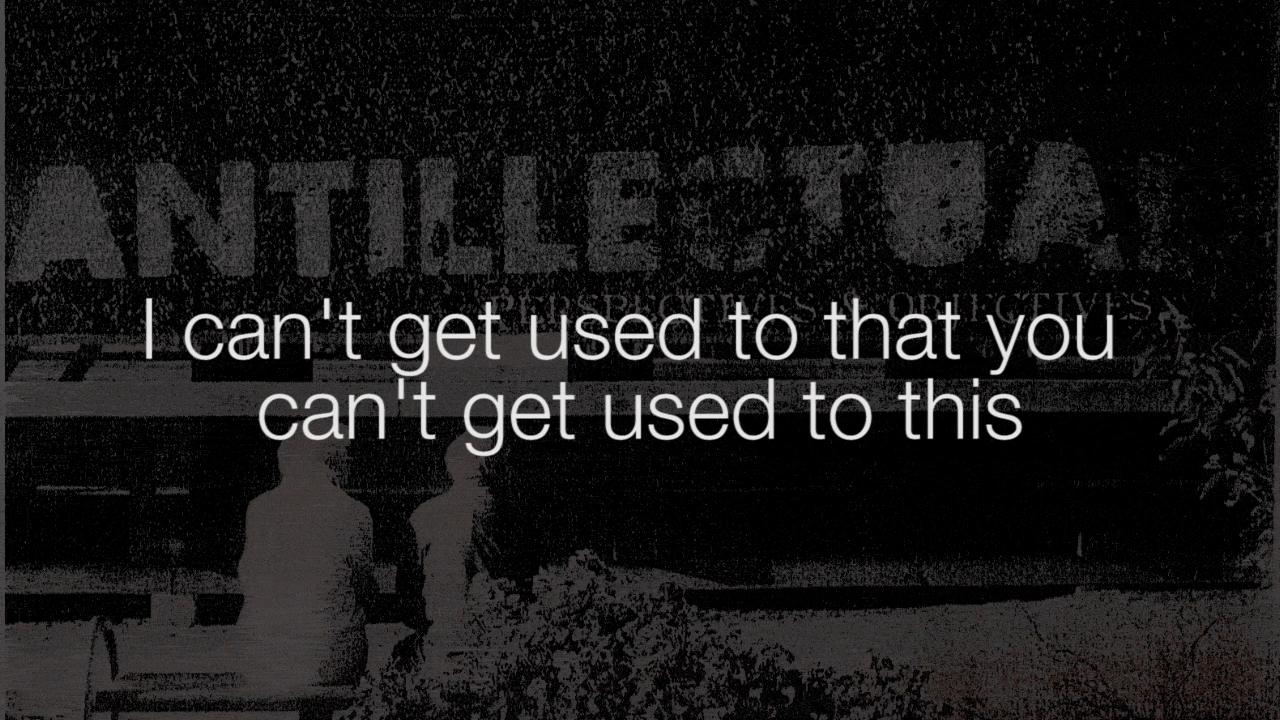 ANTILLECTUAL
PERSPECTIVES & OBJECTIVES
I can't get used to that you
can't get used to this